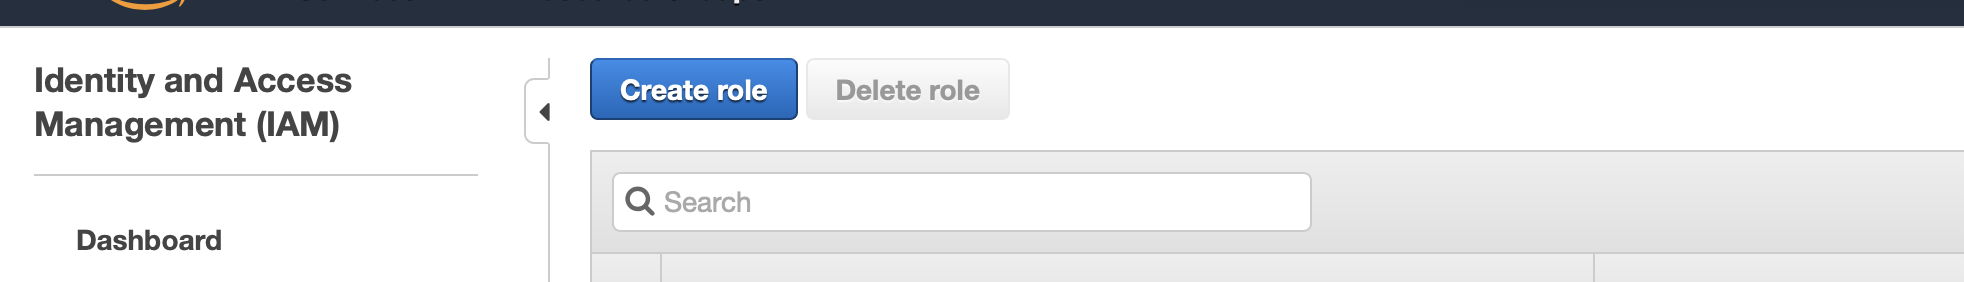 Identity and Access
Management (IAM)
Create role
Delete role
Search
Dashboard